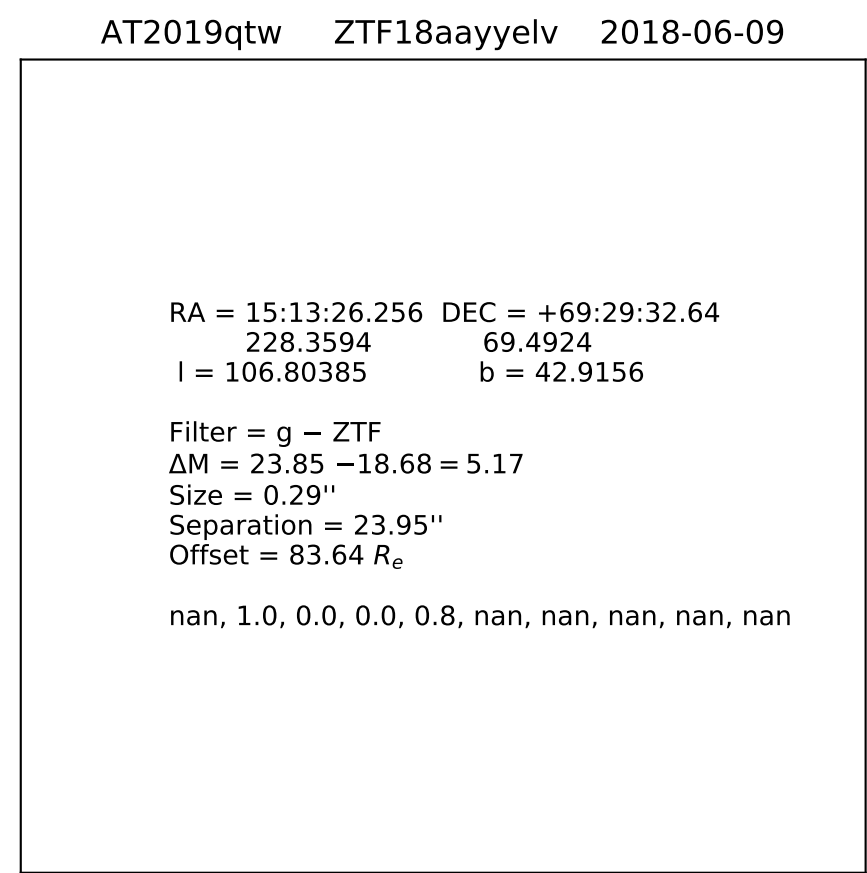 AT2019qtw ZTF18aayyelv 2018-06-09
RA = 15:13:26.256 DEC = +69:29:32.64
228.3594 69.4924
l = 106.80385 b = 42.9156
Filter = g − ZTF
ΔM = 23.85 −18.68 = 5.17
Size = 0.29''
Separation = 23.95''
Offset = 83.64 Rₑ
nan, 1.0, 0.0, 0.0, 0.8, nan, nan, nan, nan, nan